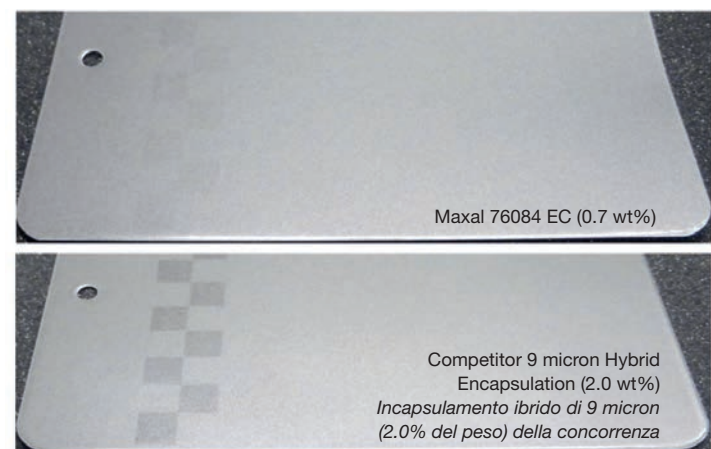 Maxal 76084 EC (0.7 wt%)
Competitor 9 micron Hybrid
Encapsulation (2.0 wt%)
Incapsulamento ibrido di 9 micron
(2.0% del peso) della concorrenza